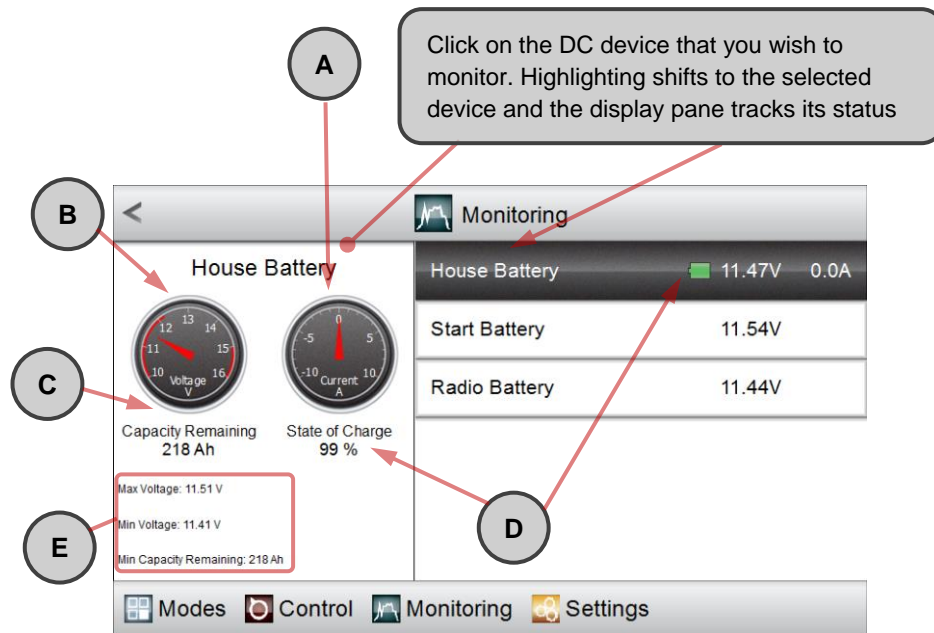 A
Click on the DC device that you wish to
monitor. Highlighting shifts to the selected
device and the display pane tracks its status
B
< Monitoring
House Battery
House Battery 11.47V 0.0A
12 13 14
11 15
10 16
Voltage
V
0
-5 5
-10 10
Current
A
Start Battery 11.54V
C
Radio Battery 11.44V
Capacity Remaining State of Charge
218 Ah 99 %
Max Voltage: 11.51 V
Min Voltage: 11.41 V
Min Capacity Remaining: 218 Ah
D
E
Modes Control Monitoring Settings